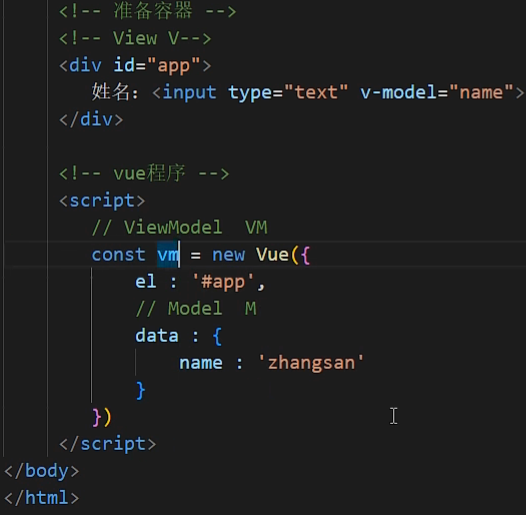 <!-- 准备容器 -->
<!-- View V-->
<div id="app">
姓名：<input type="text" v-model="name">
</div>
<!-- vue程序 -->
<script>
// ViewModel  VM
const vm = new Vue({
el : '#app',
// Model  M
data : {
name : 'zhangsan'
}
})
</script>
</body>
</html>